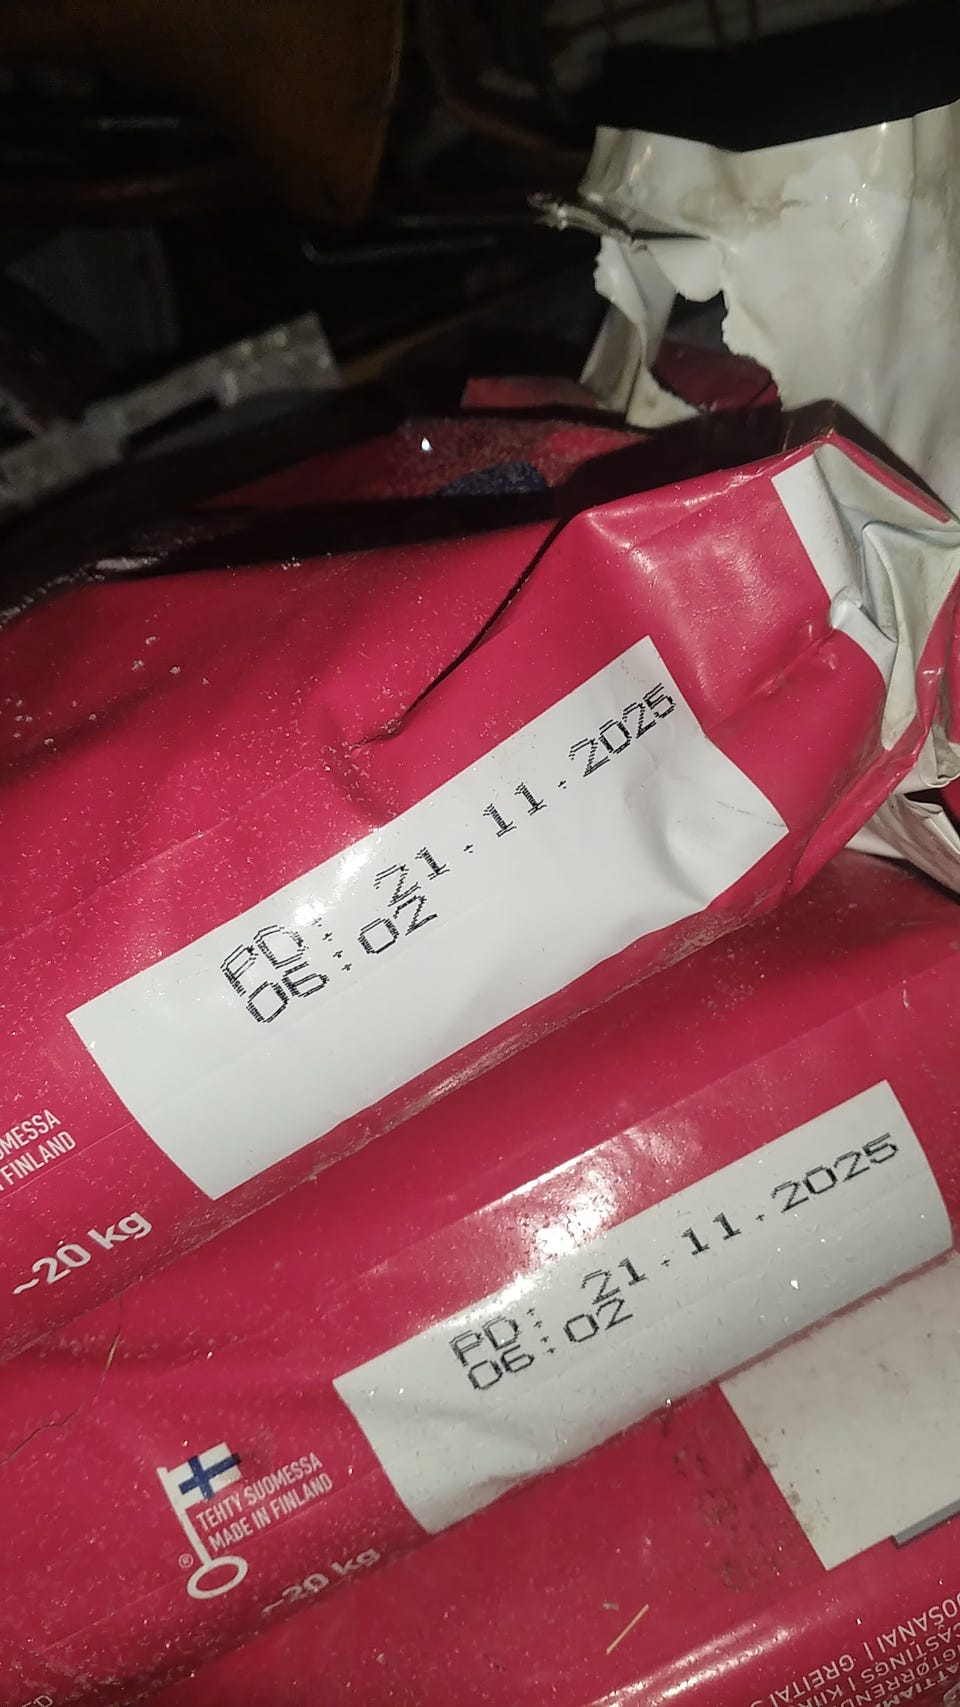 PD: 21.11.2025
06:02
OMESSA
FINLAND
~20 kg
PD: 21.11.2025
06:02
TEHTY SUOMESSA
MADE IN FINLAND
®
~20 kg